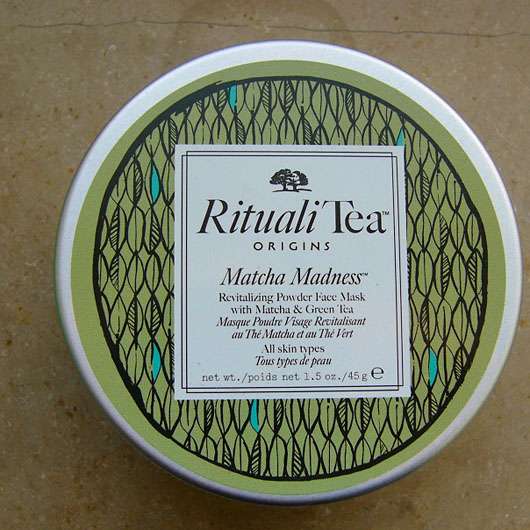 RitualiTea™
ORIGINS
Matcha Madness™
Revitalizing Powder Face Mask
with Matcha & Green Tea
Masque Poudre Visage Revitalisant
au Thé Matcha et au Thé Vert
All skin types
Tous types de peau
net wt./poids net 1.5 oz./45 g ℮